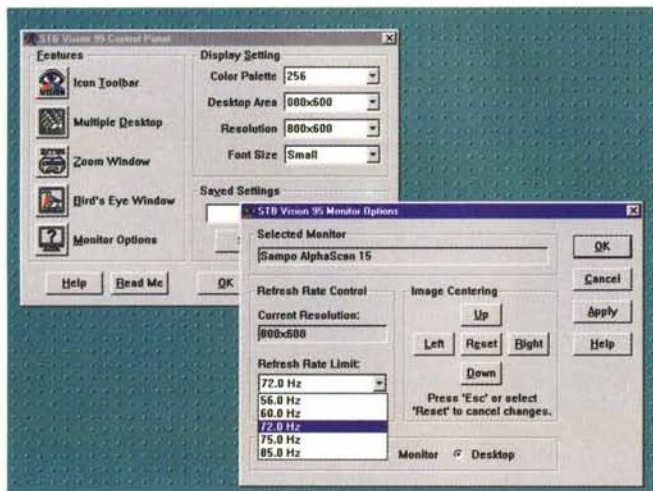 STB Vision 95 Control Panel
Features
VISION
Icon Toolbar
Multiple Desktop
Zoom Window
Bird's Eye Window
Monitor Options
Help
Read Me
OK
Display Setting
Color Palette 256
Desktop Area 800x600
Resolution 800x600
Font Size Small
Saved Settings
STB Vision 95 Monitor Options
Selected Monitor
Sampo AlphaScan 15
Refresh Rate Control
Current Resolution:
800x600
Refresh Rate Limit:
72.0 Hz
56.0 Hz
60.0 Hz
72.0 Hz
75.0 Hz
85.0 Hz
Image Centering
Up
Left Reset Right
Down
Press 'Esc' or select
'Reset' to cancel changes.
Monitor Desktop
OK
Cancel
Apply
Help